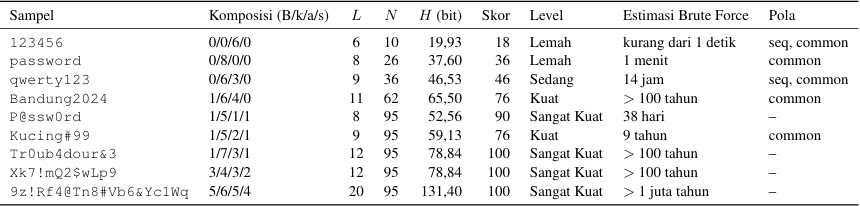 Sampel Komposisi (B/k/a/s) L N H (bit) Skor Level Estimasi Brute Force Pola
123456 0/0/6/0 6 10 19,93 18 Lemah kurang dari 1 detik seq, common
password 0/8/0/0 8 26 37,60 36 Lemah 1 menit common
qwerty123 0/6/3/0 9 36 46,53 46 Sedang 14 jam seq, common
Bandung2024 1/6/4/0 11 62 65,50 76 Kuat > 100 tahun common
P@ssw0rd 1/5/1/1 8 95 52,56 90 Sangat Kuat 38 hari –
Kucing#99 1/5/2/1 9 95 59,13 76 Kuat 9 tahun common
Tr0ub4dour&3 1/7/3/1 12 95 78,84 100 Sangat Kuat > 100 tahun –
Xk7!mQ2$wLp9 3/4/3/2 12 95 78,84 100 Sangat Kuat > 100 tahun –
9z!Rf4@Tn8#Vb6&Yc1Wq 5/6/5/4 20 95 131,40 100 Sangat Kuat > 1 juta tahun –